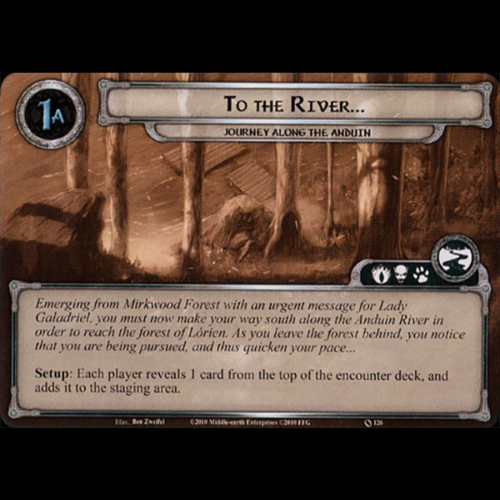 1A
TO THE RIVER...
JOURNEY ALONG THE ANDUIN
Emerging from Mirkwood Forest with an urgent message for Lady
Galadriel, you must now make your way south along the Anduin River in
order to reach the forest of Lórien. As you leave the forest behind, you notice
that you are being pursued, and thus quicken your pace...
Setup: Each player reveals 1 card from the top of the encounter deck, and
adds it to the staging area.
Illus. Ben Zweifel ©2010 Middle-earth Enterprises ©2010 FFG 126